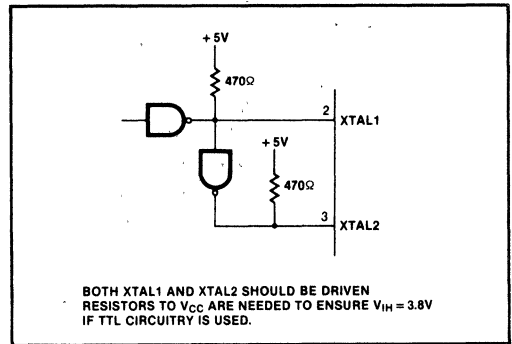 + 5V
470Ω
2 XTAL1
+ 5V
470Ω
3 XTAL2
BOTH XTAL1 AND XTAL2 SHOULD BE DRIVEN
RESISTORS TO VCC ARE NEEDED TO ENSURE VIH = 3.8V
IF TTL CIRCUITRY IS USED.